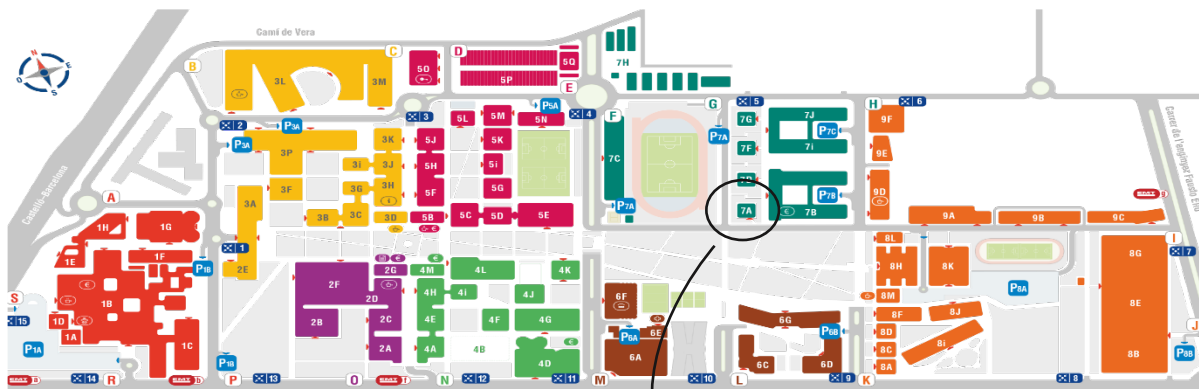 Camí de Vera
Castelló-Barcelona
Carrer de l'enginyer Fausto Elio
N
E
S
O
B
C
D
E
3L
3M
5O
5P
5Q
7H
2
3
4
5
6
P3A
P3A
P5A
F
G
H
3P
3K
3i
3J
3G
3H
3F
3A
3B
3C
3D
5J
5H
5F
5B
5L
5M
5N
5K
5i
5G
5C
5D
5E
7C
P7A
P7A
7G
7F
7D
7A
7J
7i
P7C
P7B
7B
9F
9E
9D
9A
9B
9C
A
1H
1G
1E
1F
1B
1D
1A
1C
P1B
P1B
1
2E
S
15
P1A
14
R
P
13
2F
2G
2D
2B
2C
2A
O
4M
4L
4K
4H
4i
4J
4E
4F
4G
4A
4B
4D
N
12
11
M
6F
P6A
6E
6A
10
6G
P6B
6C
6D
L
9
K
8L
8H
8K
8M
8F
8J
8D
8C
8A
8i
P8A
8G
8E
8B
8
I
7
J
P8B